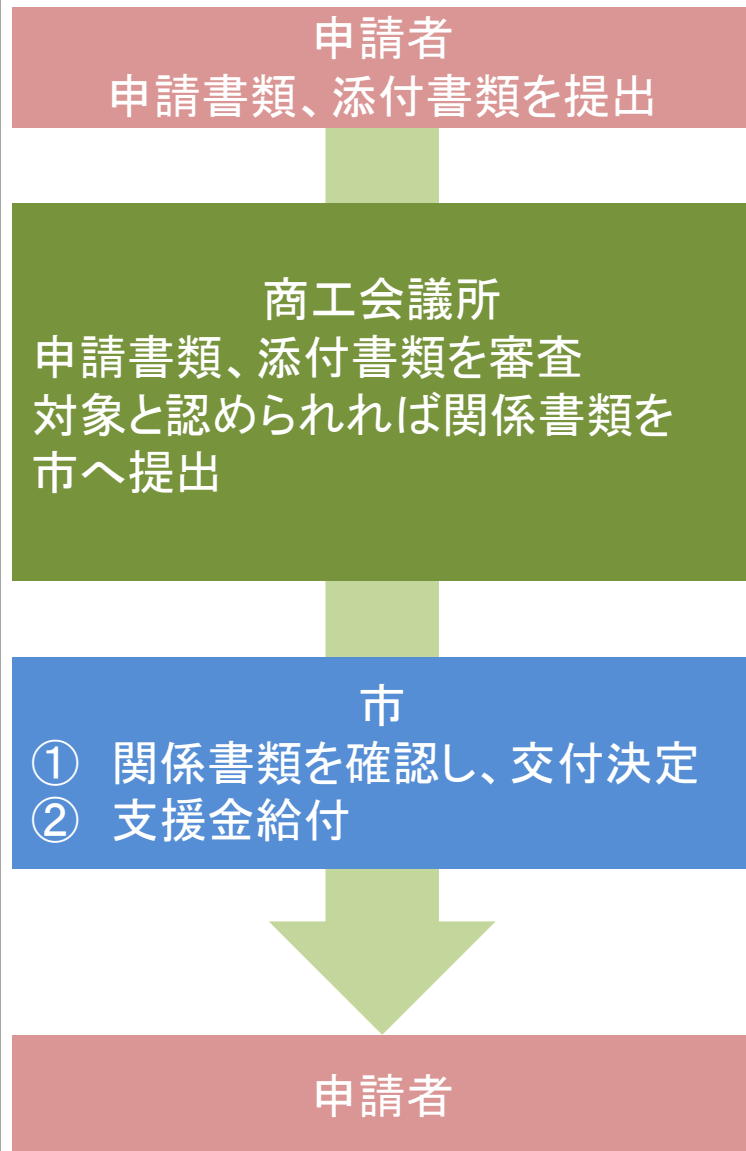 申請者
申請書類、添付書類を提出
商工会議所
申請書類、添付書類を審査
対象と認められれば関係書類を
市へ提出
市
① 関係書類を確認し、交付決定
② 支援金給付
申請者